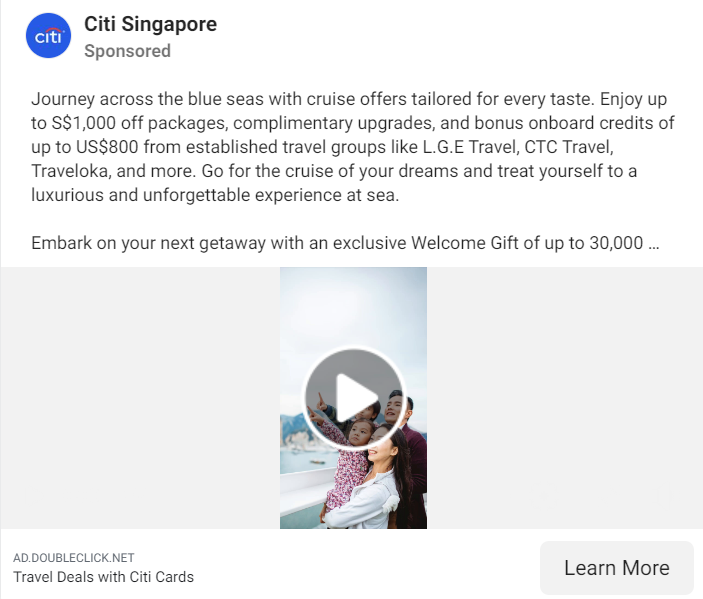 citi
Citi Singapore
Sponsored
Journey across the blue seas with cruise offers tailored for every taste. Enjoy up
to S$1,000 off packages, complimentary upgrades, and bonus onboard credits of
up to US$800 from established travel groups like L.G.E Travel, CTC Travel,
Traveloka, and more. Go for the cruise of your dreams and treat yourself to a
luxurious and unforgettable experience at sea.
Embark on your next getaway with an exclusive Welcome Gift of up to 30,000 ...
AD.DOUBLECLICK.NET
Travel Deals with Citi Cards
Learn More